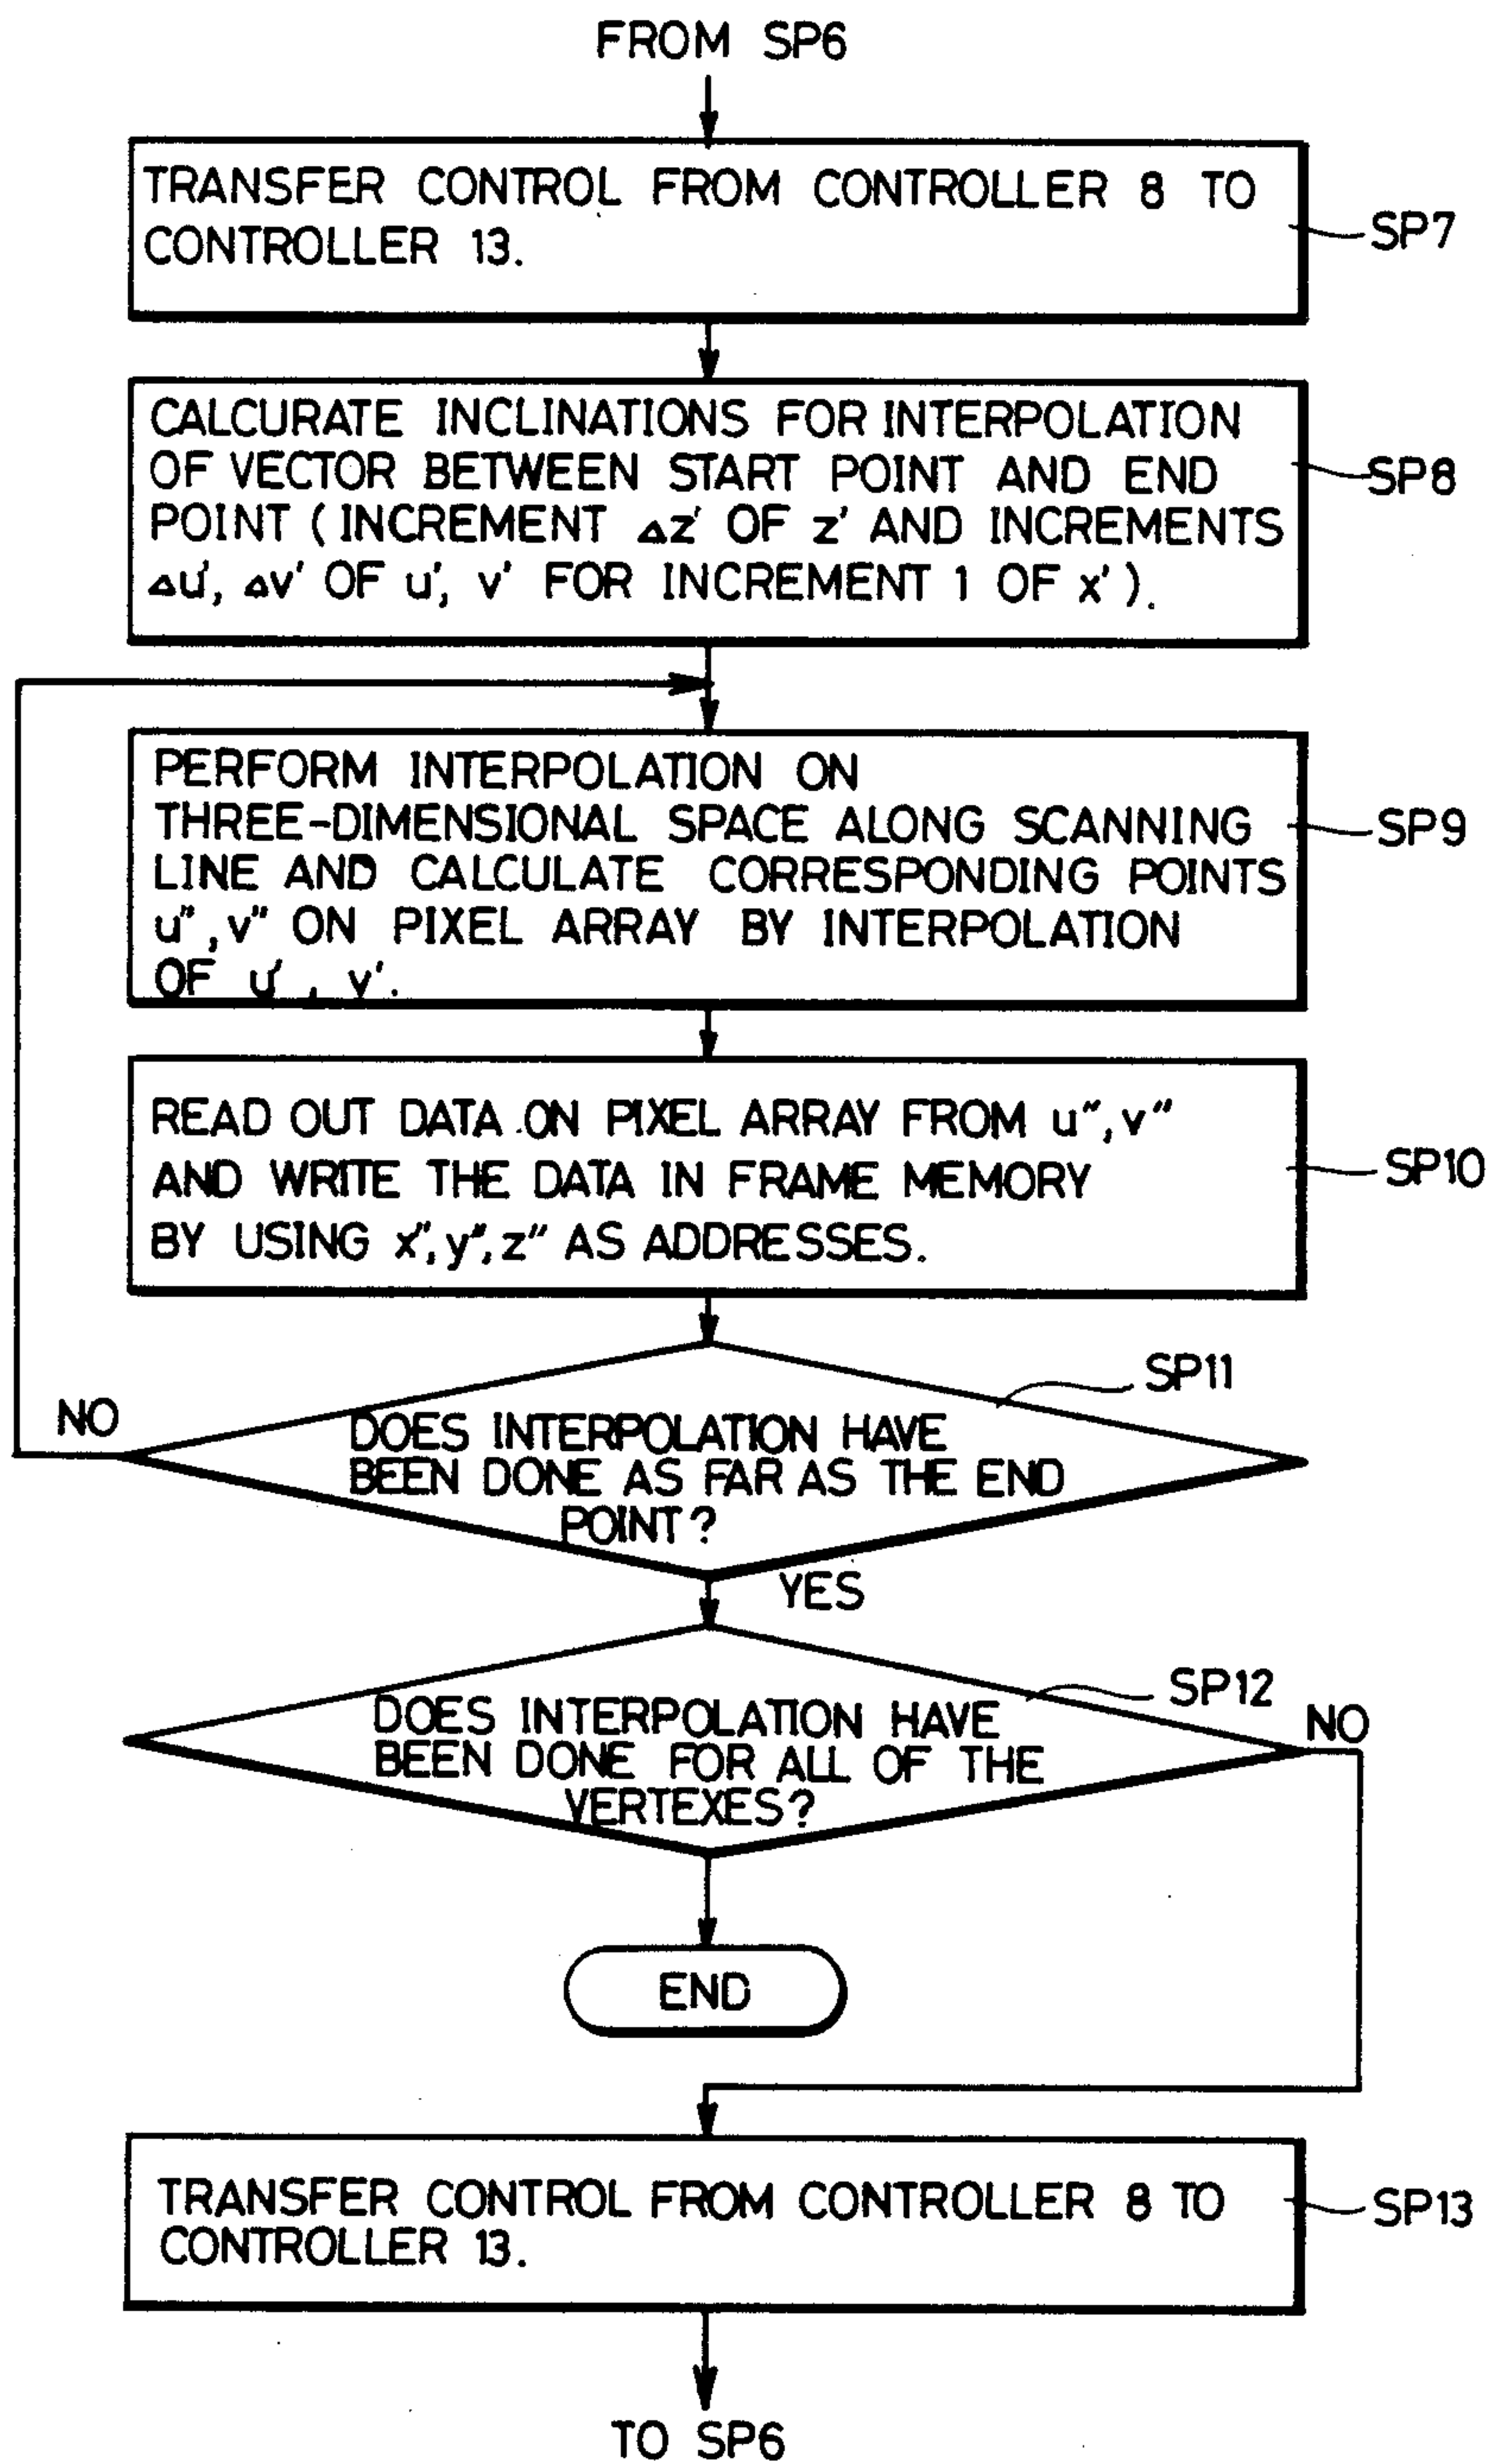 FROM SP6
TRANSFER CONTROL FROM CONTROLLER 8 TO
CONTROLLER 13.
SP7
CALCURATE INCLINATIONS FOR INTERPOLATION
OF VECTOR BETWEEN START POINT AND END
POINT (INCREMENT Δz' OF z' AND INCREMENTS
Δu', Δv' OF u', v' FOR INCREMENT 1 OF x').
SP8
PERFORM INTERPOLATION ON
THREE-DIMENSIONAL SPACE ALONG SCANNING
LINE AND CALCULATE CORRESPONDING POINTS
u", v" ON PIXEL ARRAY BY INTERPOLATION
OF u', v'.
SP9
READ OUT DATA ON PIXEL ARRAY FROM u", v"
AND WRITE THE DATA IN FRAME MEMORY
BY USING x", y", z" AS ADDRESSES.
SP10
SP11
NO
DOES INTERPOLATION HAVE
BEEN DONE AS FAR AS THE END
POINT?
YES
SP12
NO
DOES INTERPOLATION HAVE
BEEN DONE FOR ALL OF THE
VERTEXES?
END
TRANSFER CONTROL FROM CONTROLLER 8 TO
CONTROLLER 13.
SP13
TO SP6